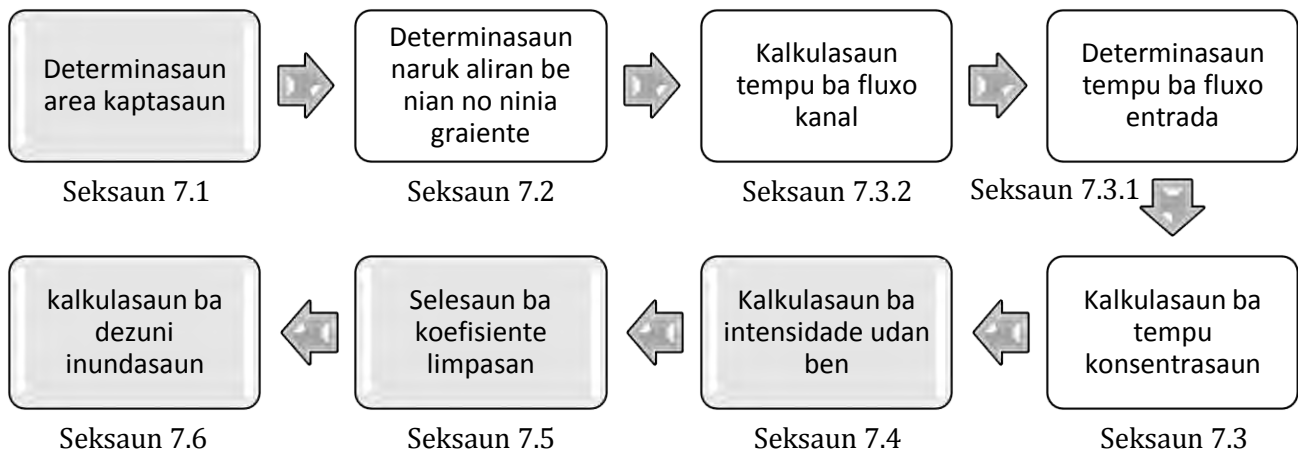 Determinasaun
area kaptasaun
Seksaun 7.1
Determinasaun
naruk aliran be
nian no ninia
graiente
Seksaun 7.2
Kalkulasaun
tempu ba fluxo
kanal
Seksaun 7.3.2
Determinasaun
tempu ba fluxo
entrada
Seksaun 7.3.1
Kalkulasaun ba
tempu
konsentrasaun
Seksaun 7.3
Kalkulasaun ba
intensidade udan
ben
Seksaun 7.4
Selesaun ba
koefisiente
limpasan
Seksaun 7.5
kalkulasaun ba
dezuni
inundasaun
Seksaun 7.6